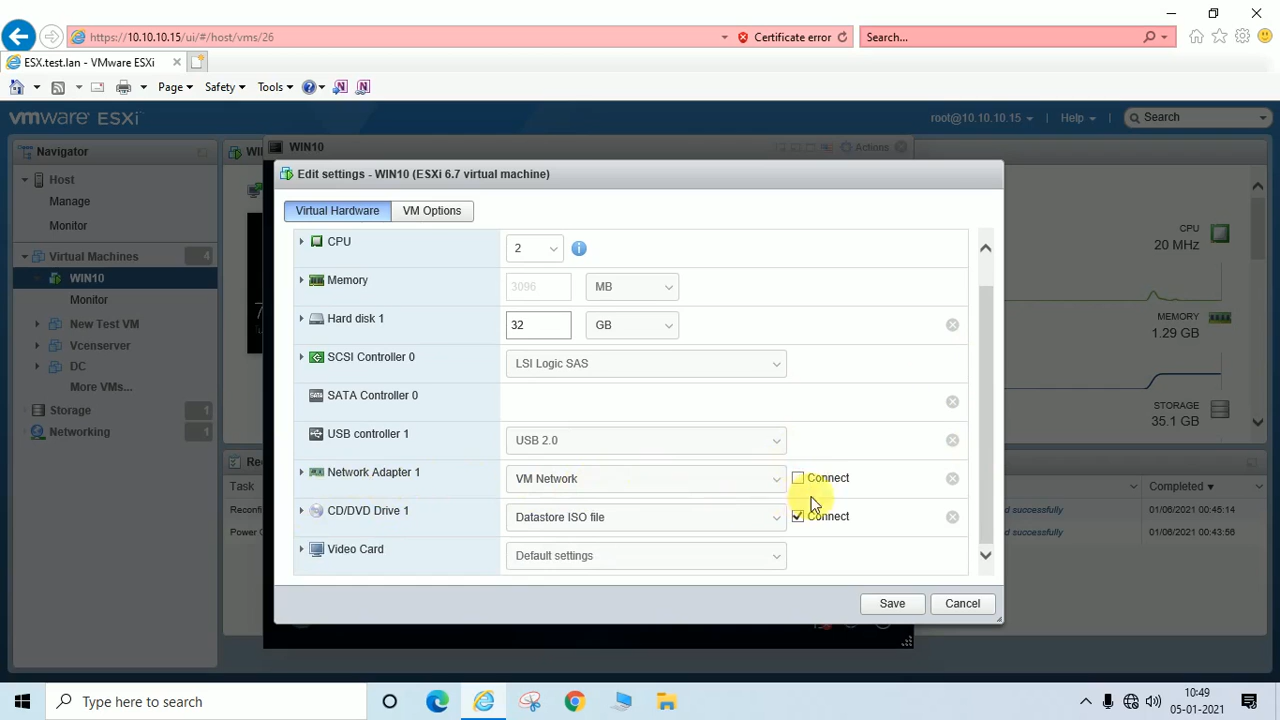 https://10.10.10.15/ui/#/host/vms/26
Certificate error
Search...
ESX.test.lan - VMware ESXi
Page
Safety
Tools
vmware ESXi
root@10.10.10.15
Help
Search
Navigator
Host
Manage
Monitor
Virtual Machines
4
WIN10
Monitor
New Test VM
Vcenserver
DC
More VMs...
Storage
1
Networking
1
WIN10
Actions
Edit settings - WIN10 (ESXi 6.7 virtual machine)
Virtual Hardware
VM Options
CPU
2
Memory
3096
MB
Hard disk 1
32
GB
SCSI Controller 0
LSI Logic SAS
SATA Controller 0
USB controller 1
USB 2.0
Network Adapter 1
VM Network
Connect
CD/DVD Drive 1
Datastore ISO file
Connect
Video Card
Default settings
Save
Cancel
CPU
20 MHz
MEMORY
1.29 GB
STORAGE
35.1 GB
Task
Completed
successfully
01/06/2021 00:46:14
Power
successfully
01/06/2021 00:43:56
Type here to search
10:49
05-01-2021